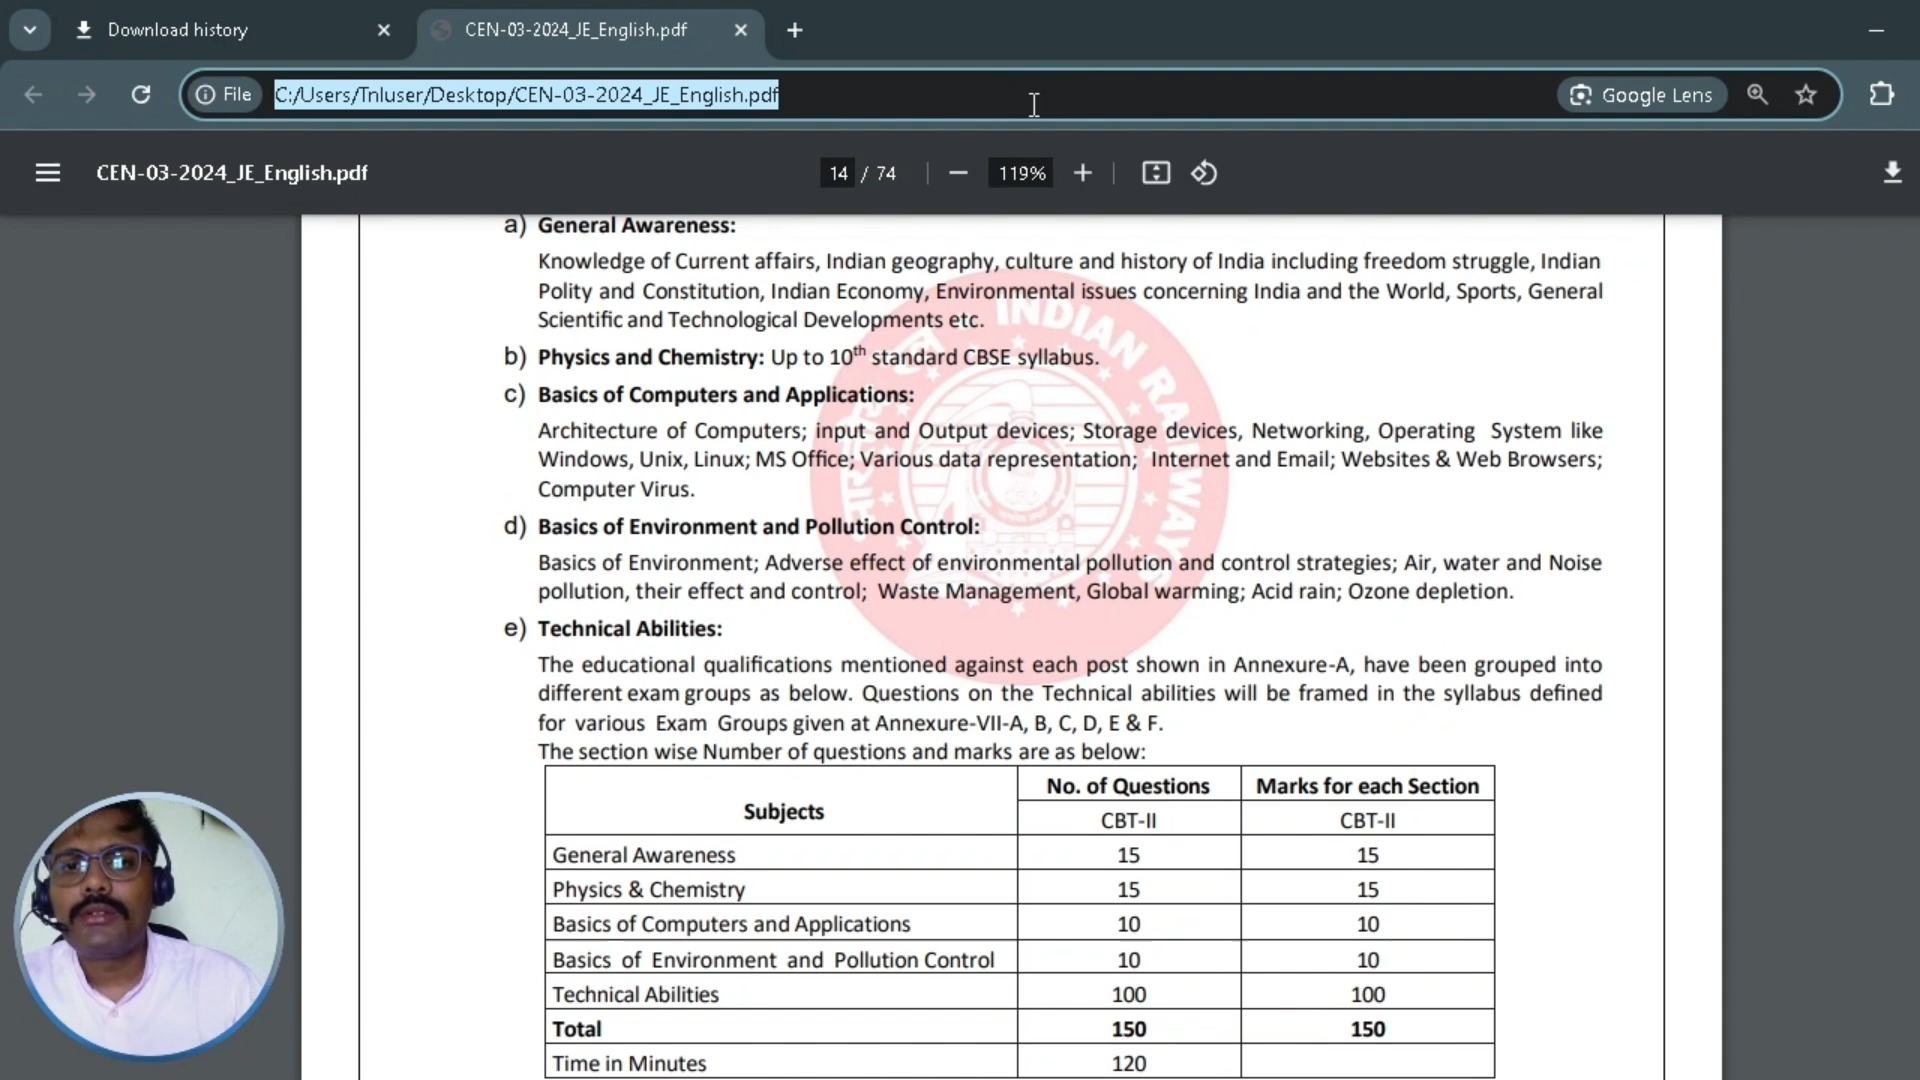 Download history
CEN-03-2024_JE_English.pdf
File
C:/Users/Tnluser/Desktop/CEN-03-2024_JE_English.pdf
Google Lens
CEN-03-2024_JE_English.pdf
14 / 74
119%
a) General Awareness:
Knowledge of Current affairs, Indian geography, culture and history of India including freedom struggle, Indian
Polity and Constitution, Indian Economy, Environmental issues concerning India and the World, Sports, General
Scientific and Technological Developments etc.
b) Physics and Chemistry: Up to 10th standard CBSE syllabus.
c) Basics of Computers and Applications:
Architecture of Computers; input and Output devices; Storage devices, Networking, Operating System like
Windows, Unix, Linux; MS Office; Various data representation; Internet and Email; Websites & Web Browsers;
Computer Virus.
d) Basics of Environment and Pollution Control:
Basics of Environment; Adverse effect of environmental pollution and control strategies; Air, water and Noise
pollution, their effect and control; Waste Management, Global warming; Acid rain; Ozone depletion.
e) Technical Abilities:
The educational qualifications mentioned against each post shown in Annexure-A, have been grouped into
different exam groups as below. Questions on the Technical abilities will be framed in the syllabus defined
for various Exam Groups given at Annexure-VII-A, B, C, D, E & F.
The section wise Number of questions and marks are as below:
Subjects No. of Questions Marks for each Section
CBT-II CBT-II
General Awareness 15 15
Physics & Chemistry 15 15
Basics of Computers and Applications 10 10
Basics of Environment and Pollution Control 10 10
Technical Abilities 100 100
Total 150 150
Time in Minutes 120
INDIAN RAILWAYS